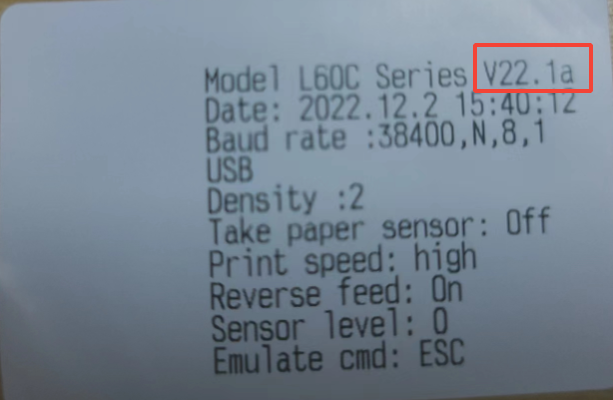 Model L60C Series V22.1a
Date: 2022.12.2 15:40:12
Baud rate :38400,N,8,1
USB
Density :2
Take paper sensor: Off
Print speed: high
Reverse feed: On
Sensor level: 0
Emulate cmd: ESC